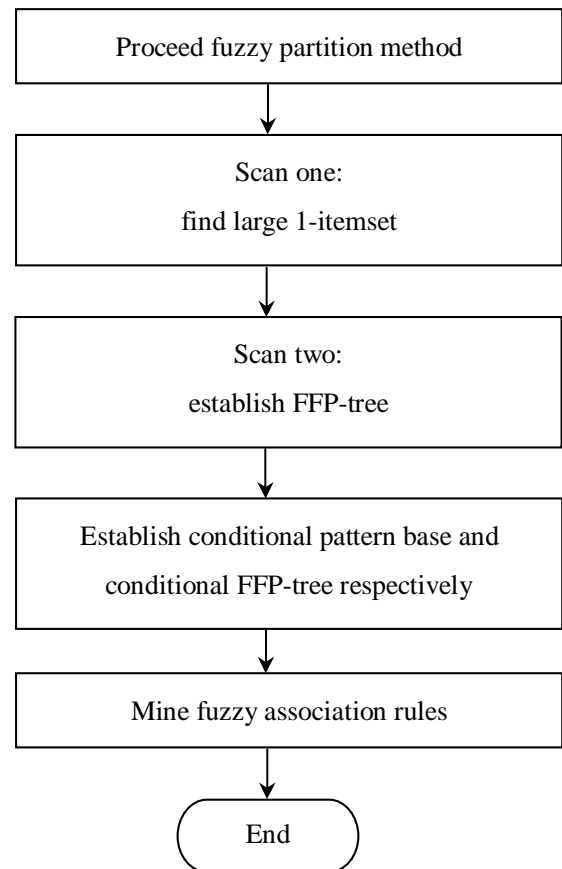 Proceed fuzzy partition method
Scan one:
find large 1-itemset
Scan two:
establish FFP-tree
Establish conditional pattern base and
conditional FFP-tree respectively
Mine fuzzy association rules
End